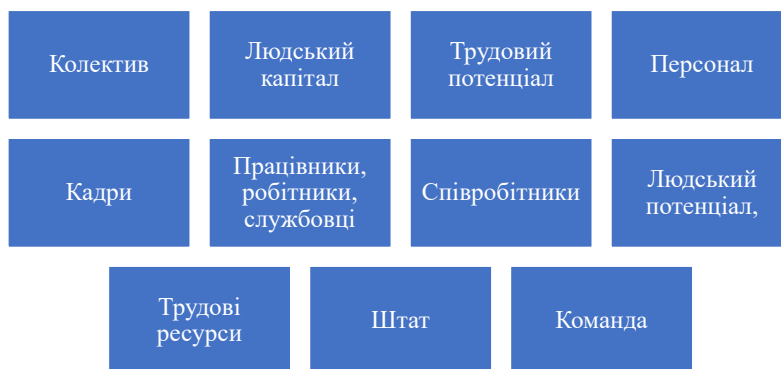 Колектив
Людський
капітал
Трудовий
потенціал
Персонал
Кадри
Працівники,
робітники,
службовці
Співробітники
Людський
потенціал,
Трудові
ресурси
Штат
Команда